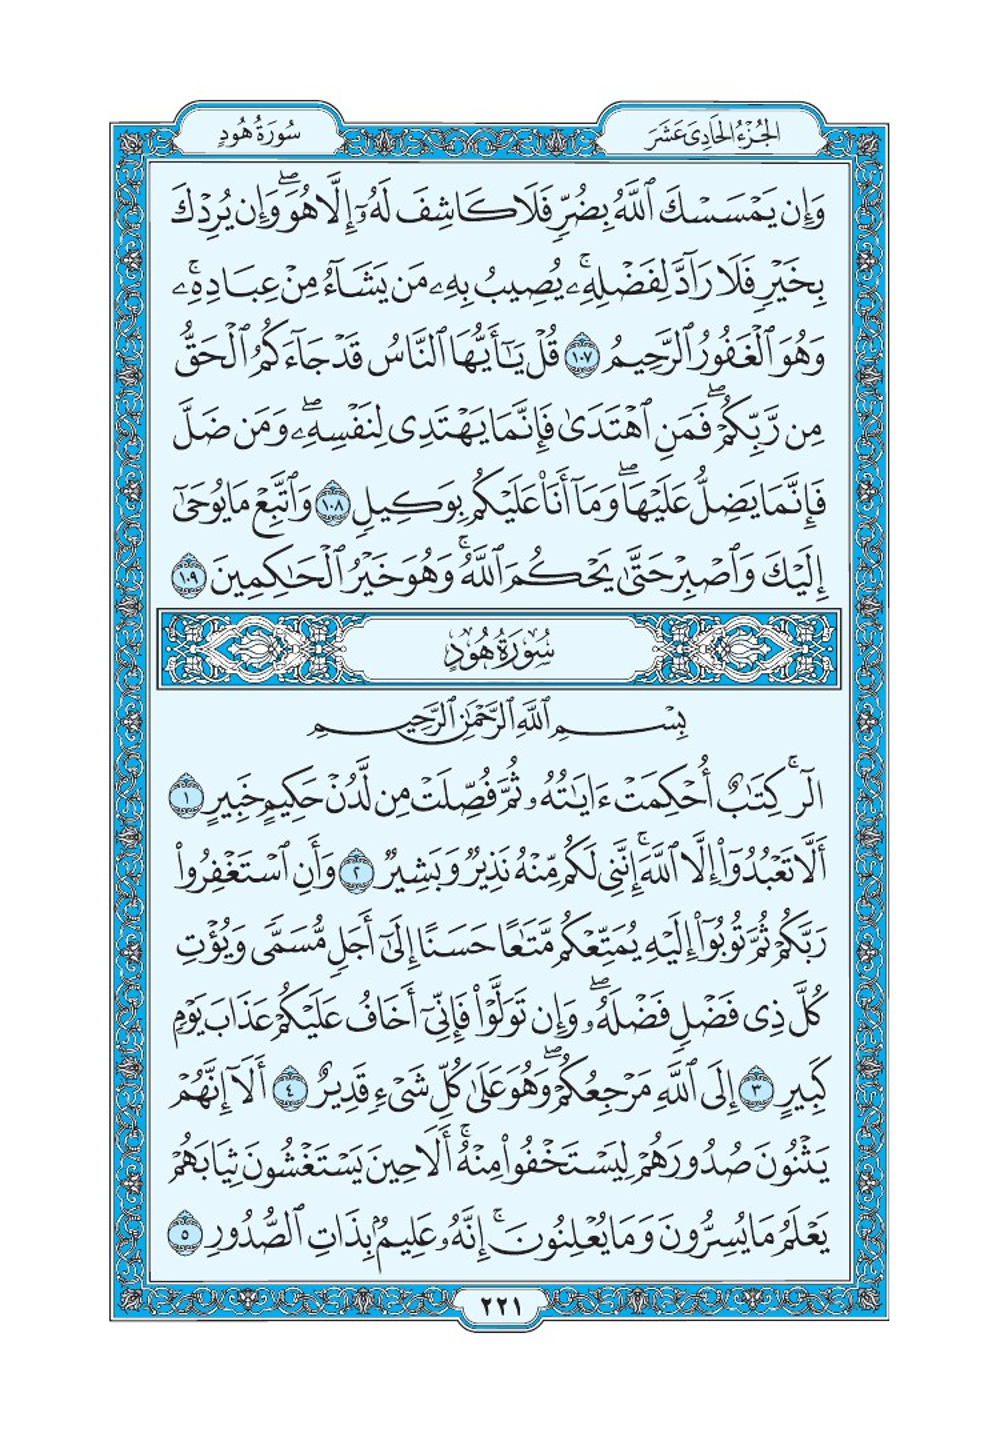 الجُزْءُ الحَادِىَ عَشَرَ
سُورَةُ هُودٍ
وَإِن يَمْسَسْكَ ٱللَّهُ بِضُرٍّ فَلَا كَاشِفَ لَهُۥٓ إِلَّا هُوَۖ وَإِن يُرِدْكَ
بِخَيْرٍ فَلَا رَآدَّ لِفَضْلِهِۦۚ يُصِيبُ بِهِۦ مَن يَشَآءُ مِنْ عِبَادِهِۦۚ
وَهُوَ ٱلْغَفُورُ ٱلرَّحِيمُ ١٠٧ قُلْ يَٰٓأَيُّهَا ٱلنَّاسُ قَدْ جَآءَكُمُ ٱلْحَقُّ
مِن رَّبِّكُمْۖ فَمَنِ ٱهْتَدَىٰ فَإِنَّمَا يَهْتَدِى لِنَفْسِهِۦۖ وَمَن ضَلَّ
فَإِنَّمَا يَضِلُّ عَلَيْهَاۖ وَمَآ أَنَا۠ عَلَيْكُم بِوَكِيلٍ ١٠٨ وَٱتَّبِعْ مَا يُوحَىٰٓ
إِلَيْكَ وَٱصْبِرْ حَتَّىٰ يَحْكُمَ ٱللَّهُۚ وَهُوَ خَيْرُ ٱلْحَٰكِمِينَ ١٠٩
سُورَةُ هُودٍ
بِسْمِ ٱللَّهِ ٱلرَّحْمَٰنِ ٱلرَّحِيمِ
الٓرۚ كِتَٰبٌ أُحْكِمَتْ ءَايَٰتُهُۥ ثُمَّ فُصِّلَتْ مِن لَّدُنْ حَكِيمٍ خَبِيرٍ ١
أَلَّا تَعْبُدُوٓا۟ إِلَّا ٱللَّهَۚ إِنَّنِى لَكُم مِّنْهُ نَذِيرٌ وَبَشِيرٌ ٢ وَأَنِ ٱسْتَغْفِرُوا۟
رَبَّكُمْ ثُمَّ تُوبُوٓا۟ إِلَيْهِ يُمَتِّعْكُم مَّتَٰعًا حَسَنًا إِلَىٰٓ أَجَلٍ مُّسَمًّى وَيُؤْتِ
كُلَّ ذِى فَضْلٍ فَضْلَهُۥۖ وَإِن تَوَلَّوْا۟ فَإِنِّىٓ أَخَافُ عَلَيْكُمْ عَذَابَ يَوْمٍ
كَبِيرٍ ٣ إِلَى ٱللَّهِ مَرْجِعُكُمْۖ وَهُوَ عَلَىٰ كُلِّ شَىْءٍ قَدِيرٌ ٤ أَلَآ إِنَّهُمْ
يَثْنُونَ صُدُورَهُمْ لِيَسْتَخْفُوا۟ مِنْهُۚ أَلَا حِينَ يَسْتَغْشُونَ ثِيَابَهُمْ
يَعْلَمُ مَا يُسِرُّونَ وَمَا يُعْلِنُونَۚ إِنَّهُۥ عَلِيمٌۢ بِذَاتِ ٱلصُّدُورِ ٥
٢٢١